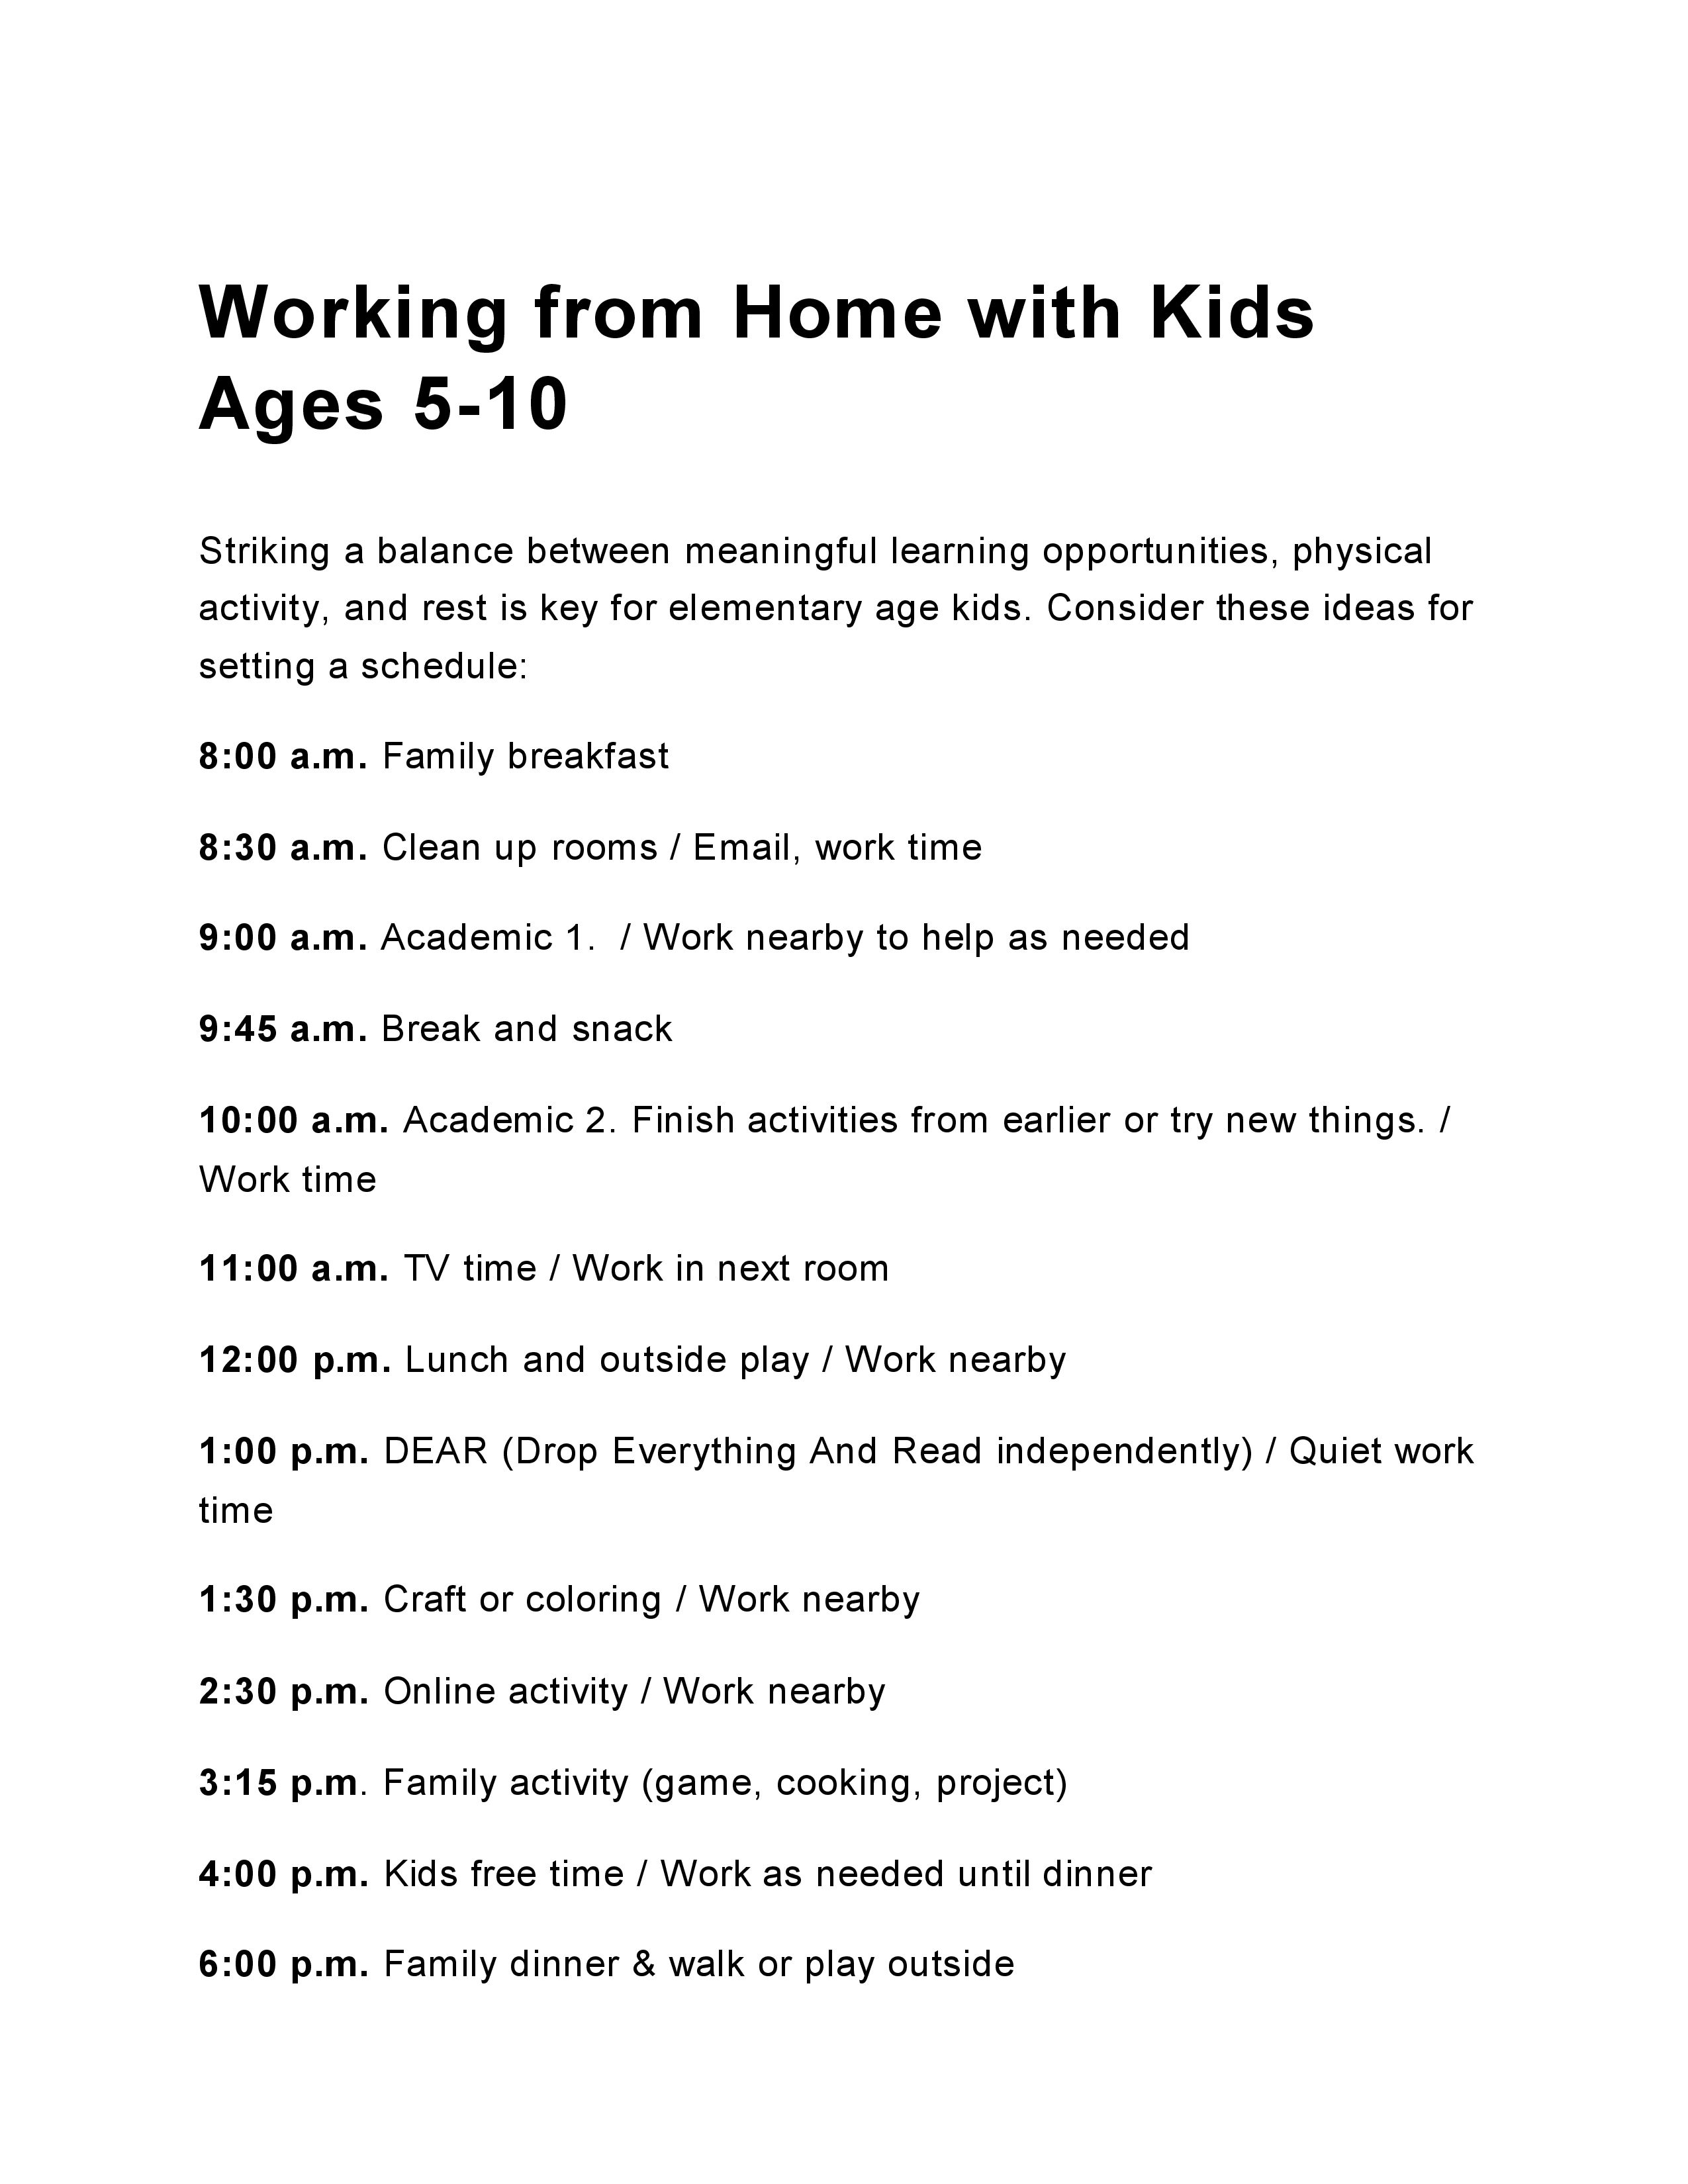 Working from Home with Kids
Ages 5-10
Striking a balance between meaningful learning opportunities, physical
activity, and rest is key for elementary age kids. Consider these ideas for
setting a schedule:
8:00 a.m. Family breakfast
8:30 a.m. Clean up rooms / Email, work time
9:00 a.m. Academic 1.  / Work nearby to help as needed
9:45 a.m. Break and snack
10:00 a.m. Academic 2. Finish activities from earlier or try new things. /
Work time
11:00 a.m. TV time / Work in next room
12:00 p.m. Lunch and outside play / Work nearby
1:00 p.m. DEAR (Drop Everything And Read independently) / Quiet work
time
1:30 p.m. Craft or coloring / Work nearby
2:30 p.m. Online activity / Work nearby
3:15 p.m. Family activity (game, cooking, project)
4:00 p.m. Kids free time / Work as needed until dinner
6:00 p.m. Family dinner & walk or play outside